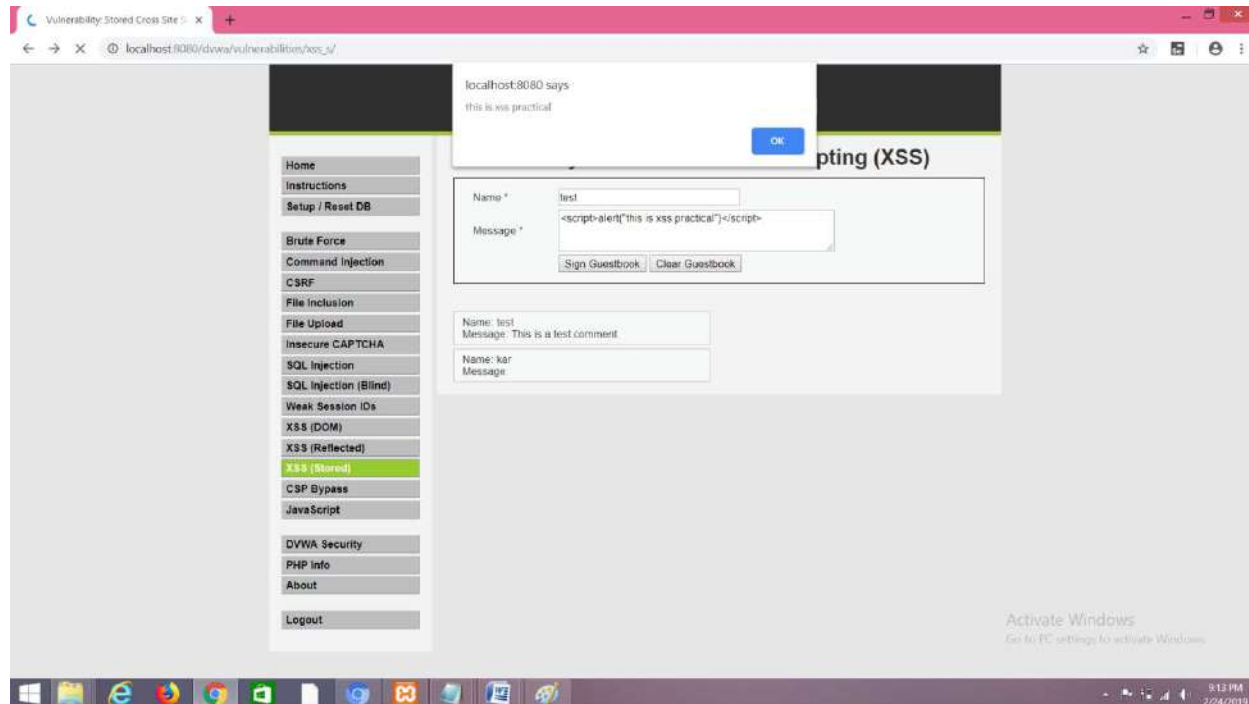 Vulnerability: Stored Cross Site S
localhost:8080/dvwa/vulnerabilities/xss_s/
localhost:8080 says
this is xss practical
OK
pting (XSS)
Home
Instructions
Setup / Reset DB
Brute Force
Command Injection
CSRF
File Inclusion
File Upload
Insecure CAPTCHA
SQL Injection
SQL Injection (Blind)
Weak Session IDs
XSS (DOM)
XSS (Reflected)
XSS (Stored)
CSP Bypass
JavaScript
DVWA Security
PHP Info
About
Logout
Name * test
Message * <script>alert("this is xss practical")</script>
Sign Guestbook Clear Guestbook
Name: test
Message: This is a test comment.
Name: kar
Message:
Activate Windows
Go to PC settings to activate Windows.
9:13 PM
2/24/2019